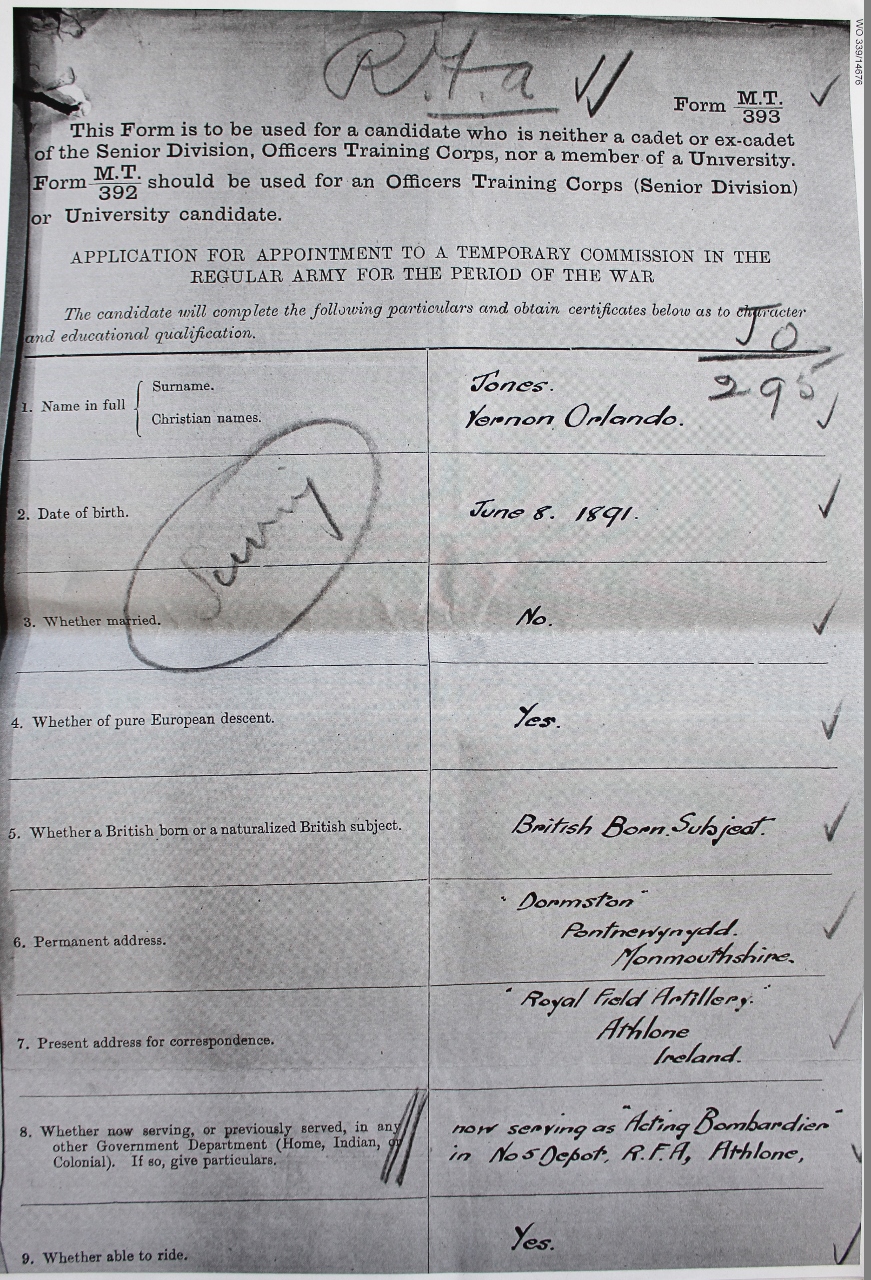 WO 339/14676
R.F.a
Form M.T. 393
This Form is to be used for a candidate who is neither a cadet or ex-cadet
of the Senior Division, Officers Training Corps, nor a member of a University.
Form M.T. 392 should be used for an Officers Training Corps (Senior Division)
or University candidate.
APPLICATION FOR APPOINTMENT TO A TEMPORARY COMMISSION IN THE
REGULAR ARMY FOR THE PERIOD OF THE WAR
The candidate will complete the following particulars and obtain certificates below as to character
and educational qualification.
JO
295
1. Name in full
Surname.
Jones.
Christian names.
Vernon Orlando.
2. Date of birth.
June 8. 1891.
3. Whether married.
No.
4. Whether of pure European descent.
Yes.
5. Whether a British born or a naturalized British subject.
British Born Subject.
6. Permanent address.
"Dormston"
Pontnewynydd.
Monmouthshire.
7. Present address for correspondence.
"Royal Field Artillery."
Athlone
Ireland.
8. Whether now serving, or previously served, in any
other Government Department (Home, Indian, or
Colonial). If so, give particulars.
now serving as "Acting Bombardier"
in No 5 Depot, R.F.A, Athlone,
9. Whether able to ride.
Yes.